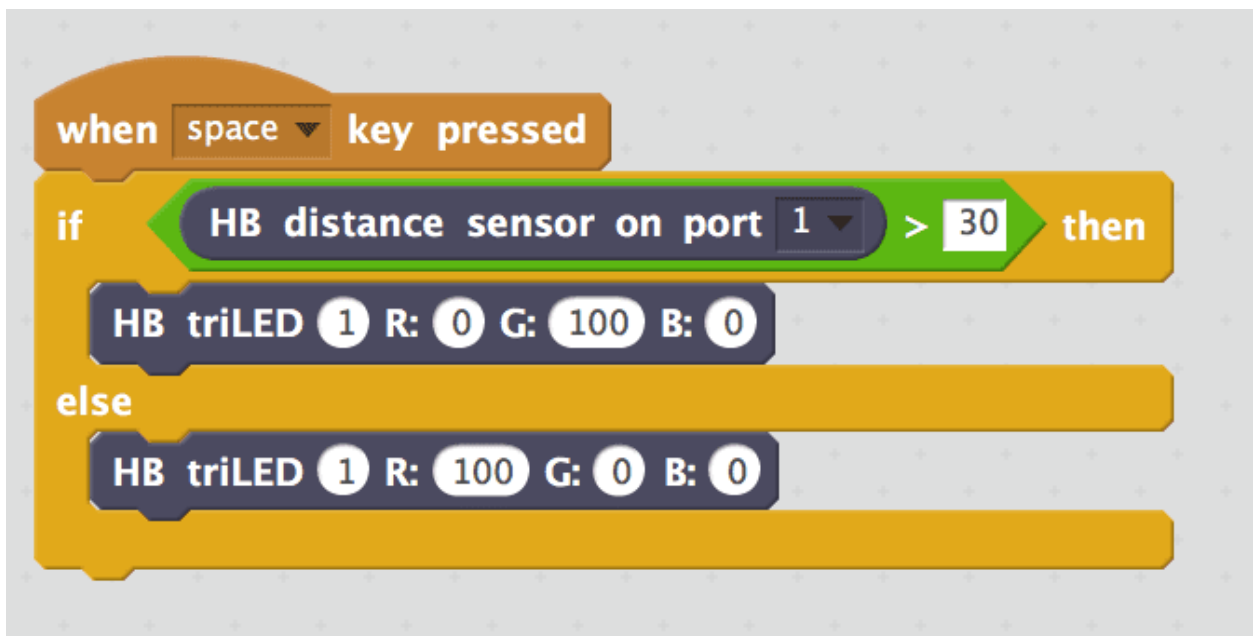 when space key pressed
if HB distance sensor on port 1 > 30 then
HB triLED 1 R: 0 G: 100 B: 0
else
HB triLED 1 R: 100 G: 0 B: 0